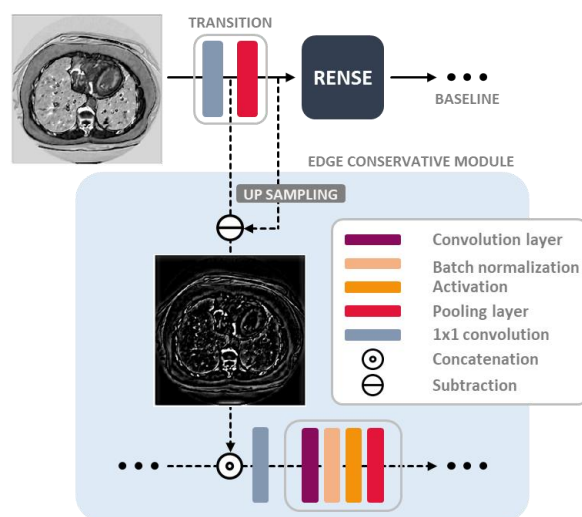 TRANSITION
RENSE
BASELINE
EDGE CONSERVATIVE MODULE
UP SAMPLING
Convolution layer
Batch normalization
Activation
Pooling layer
1x1 convolution
Concatenation
Subtraction